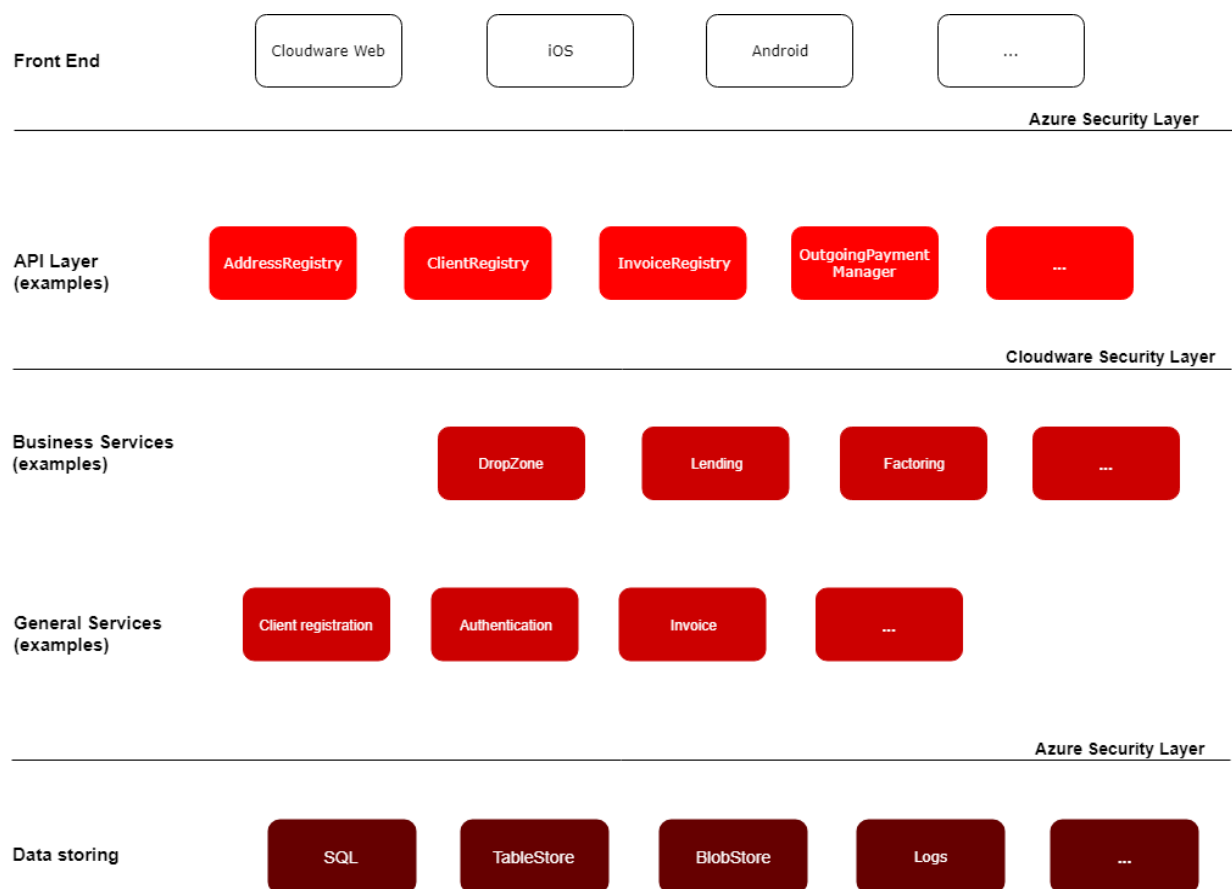 Front End
Cloudware Web
iOS
Android
...
Azure Security Layer
API Layer
(examples)
AddressRegistry
ClientRegistry
InvoiceRegistry
OutgoingPayment
Manager
...
Cloudware Security Layer
Business Services
(examples)
DropZone
Lending
Factoring
...
General Services
(examples)
Client registration
Authentication
Invoice
...
Azure Security Layer
Data storing
SQL
TableStore
BlobStore
Logs
...